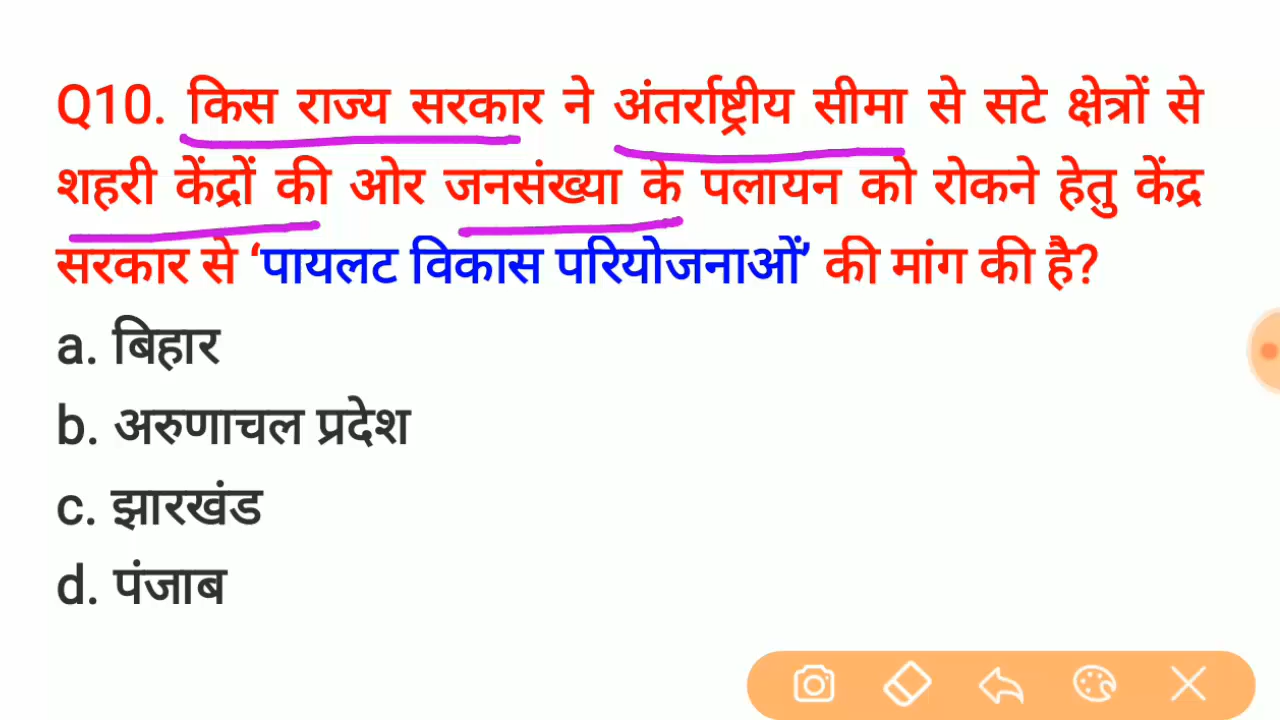 Q10. किस राज्य सरकार ने अंतर्राष्ट्रीय सीमा से सटे क्षेत्रों से
शहरी केंद्रों की ओर जनसंख्या के पलायन को रोकने हेतु केंद्र
सरकार से ‘पायलट विकास परियोजनाओं’ की मांग की है?
a. बिहार
b. अरुणाचल प्रदेश
c. झारखंड
d. पंजाब